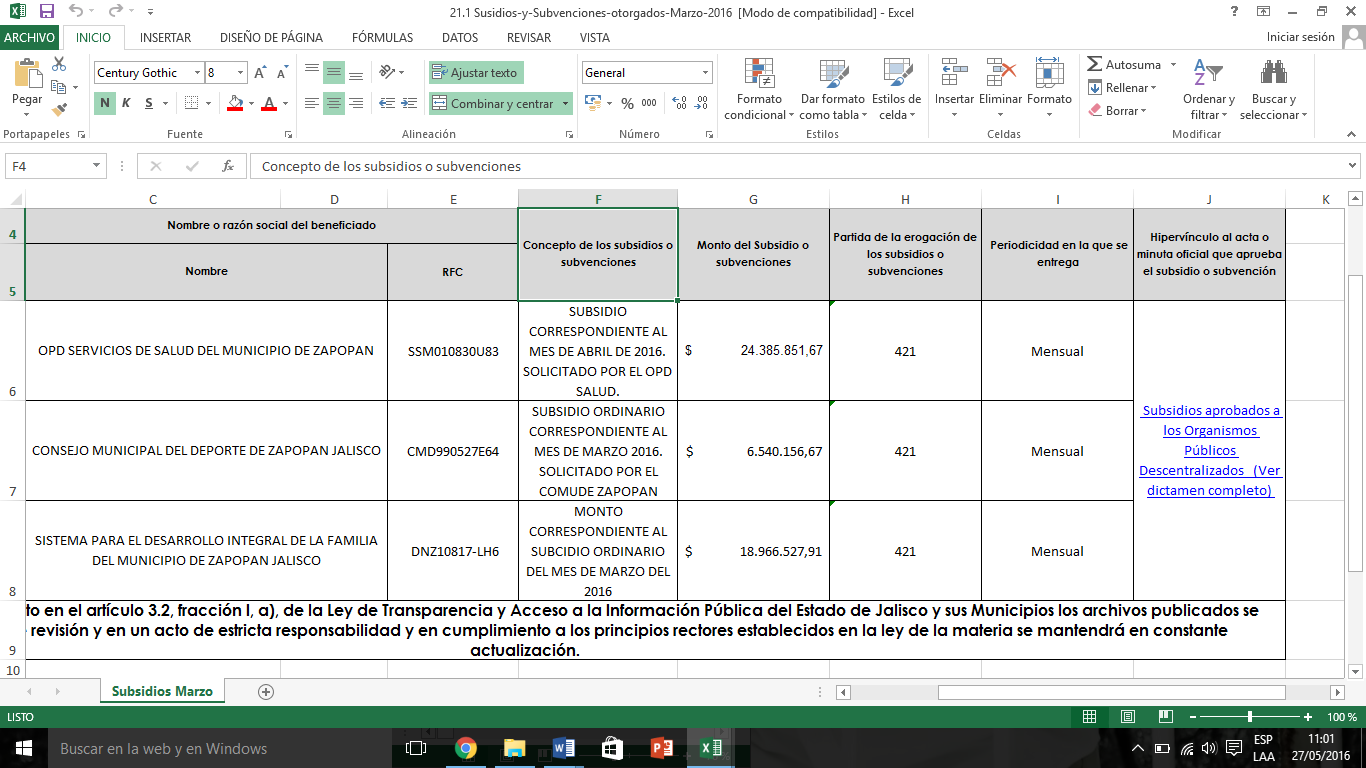 21.1 Susidios-y-Subvenciones-otorgados-Marzo-2016 [Modo de compatibilidad] - Excel
ARCHIVO INICIO INSERTAR DISEÑO DE PÁGINA FÓRMULAS DATOS REVISAR VISTA Iniciar sesión
Pegar
Portapapeles
Century Gothic 8
N K S
Fuente
Ajustar texto
Combinar y centrar
Alineación
General
% 000
Número
Formato condicional
Dar formato como tabla
Estilos de celda
Estilos
Insertar Eliminar Formato
Celdas
Autosuma
Rellenar
Borrar
Ordenar y filtrar
Buscar y seleccionar
Modificar
F4 fx Concepto de los subsidios o subvenciones
C D E F G H I J K
4
Nombre o razón social del beneficiado
5
Nombre
RFC
Concepto de los subsidios o
subvenciones
Monto del Subsidio o
subvenciones
Partida de la erogación de
los subsidios o
subvenciones
Periodicidad en la que se
entrega
Hipervínculo al acta o
minuta oficial que aprueba
el subsidio o subvención
6
OPD SERVICIOS DE SALUD DEL MUNICIPIO DE ZAPOPAN
SSM010830U83
SUBSIDIO
CORRESPONDIENTE AL
MES DE ABRIL DE 2016.
SOLICITADO POR EL OPD
SALUD.
$ 24.385.851,67
421
Mensual
7
CONSEJO MUNICIPAL DEL DEPORTE DE ZAPOPAN JALISCO
CMD990527E64
SUBSIDIO ORDINARIO
CORRESPONDIENTE AL
MES DE MARZO 2016.
SOLICITADO POR EL
COMUDE ZAPOPAN
$ 6.540.156,67
421
Mensual
8
SISTEMA PARA EL DESARROLLO INTEGRAL DE LA FAMILIA
DEL MUNICIPIO DE ZAPOPAN JALISCO
DNZ10817-LH6
MONTO
CORRESPONDIENTE AL
SUBCIDIO ORDINARIO
DEL MES DE MARZO DEL
2016
$ 18.966.527,91
421
Mensual
Subsidios aprobados a
los Organismos
Públicos
Descentralizados (Ver
dictamen completo)
9
to en el artículo 3.2, fracción I, a), de la Ley de Transparencia y Acceso a la Información Pública del Estado de Jalisco y sus Municipios los archivos publicados se
revisión y en un acto de estricta responsabilidad y en cumplimiento a los principios rectores establecidos en la ley de la materia se mantendrá en constante
actualización.
10
Subsidios Marzo
LISTO 100 %
Buscar en la web y en Windows
ESP
LAA
11:01
27/05/2016